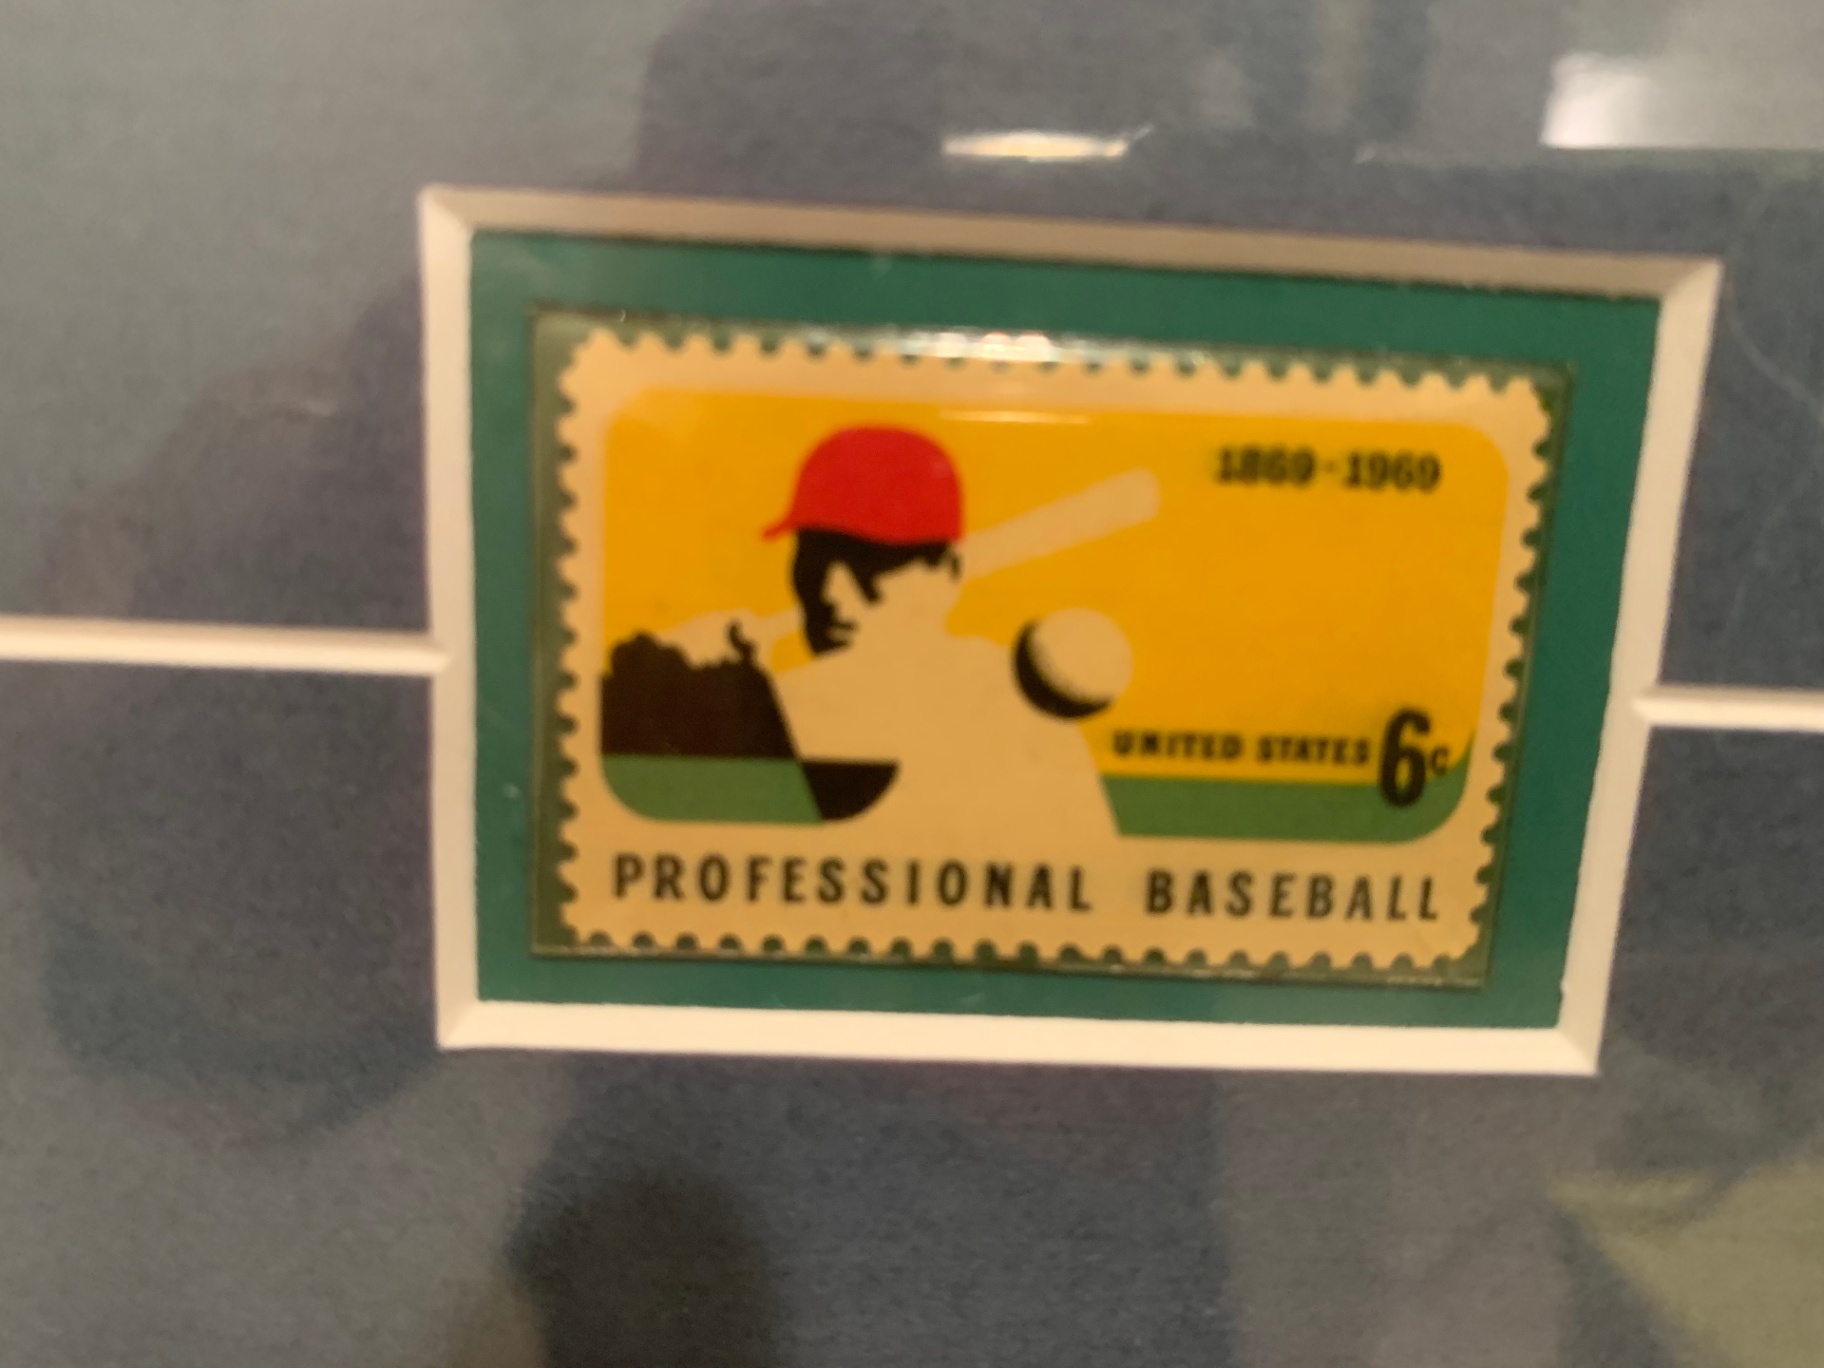 1869-1969
UNITED STATES 6c
PROFESSIONAL BASEBALL